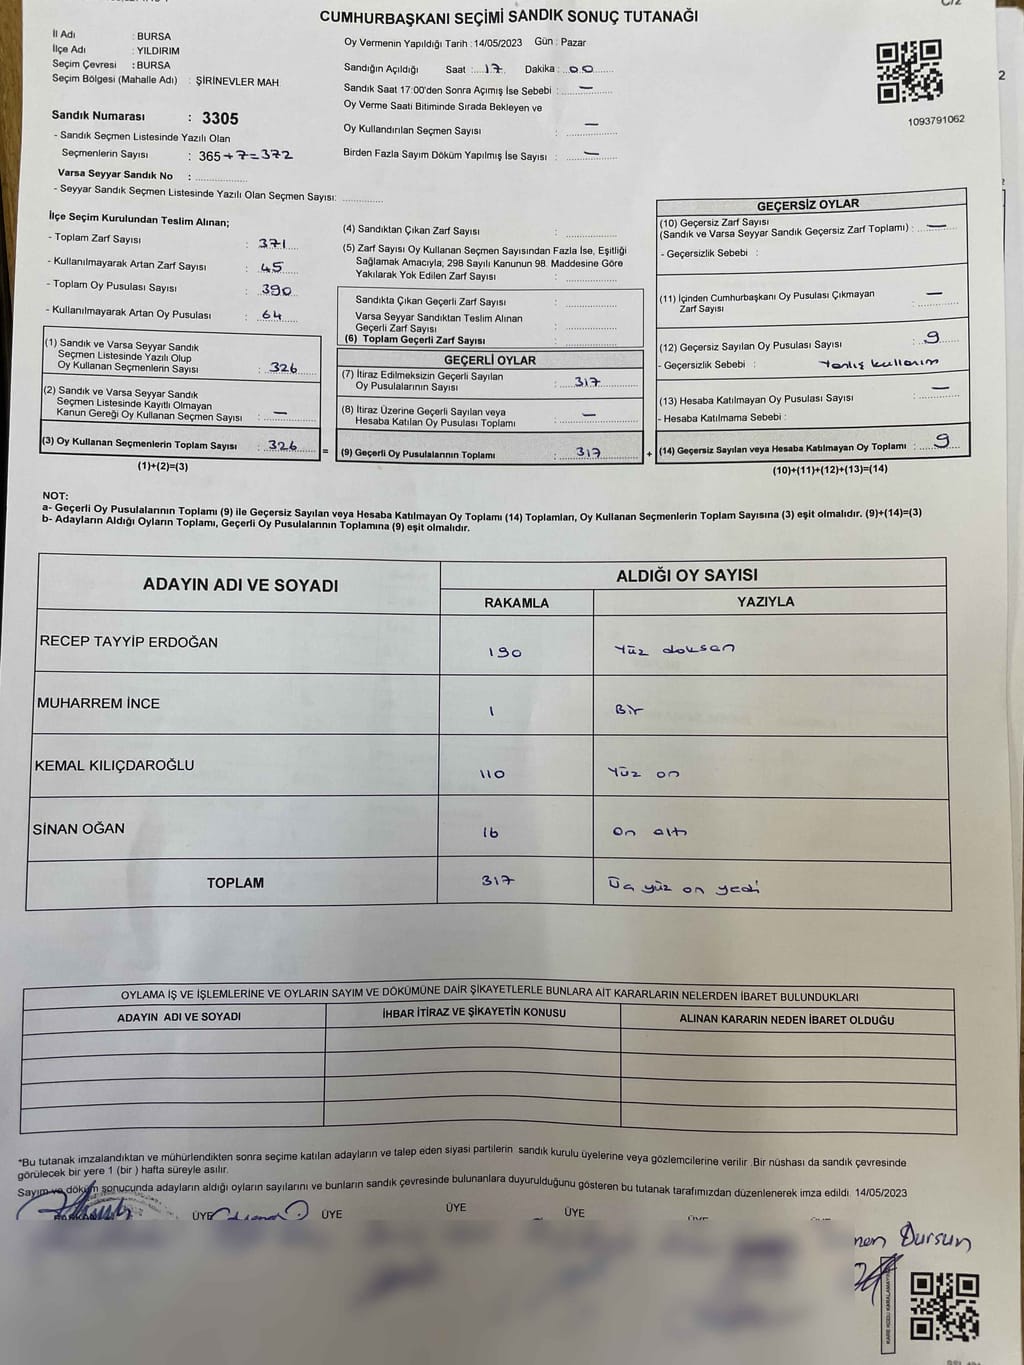 CUMHURBAŞKANI SEÇİMİ SANDIK SONUÇ TUTANAĞI
İl Adı : BURSA
İlçe Adı : YILDIRIM
Seçim Çevresi : BURSA
Seçim Bölgesi (Mahalle Adı) : ŞİRİNEVLER MAH
Sandık Numarası : 3305
- Sandık Seçmen Listesinde Yazılı Olan
Seçmenlerin Sayısı : 365+7=372
Varsa Seyyar Sandık No :
- Seyyar Sandık Seçmen Listesinde Yazılı Olan Seçmen Sayısı:
Oy Vermenin Yapıldığı Tarih : 14/05/2023 Gün : Pazar
Sandığın Açıldığı Saat : 17 Dakika : 00
Sandık Saat 17:00'den Sonra Açımış İse Sebebi : —
Oy Verme Saati Bitiminde Sırada Bekleyen ve
Oy Kullandırılan Seçmen Sayısı : —
Birden Fazla Sayım Döküm Yapılmış İse Sayısı : —
1093791062
İlçe Seçim Kurulundan Teslim Alınan;
- Toplam Zarf Sayısı : 371
- Kullanılmayarak Artan Zarf Sayısı : 45
- Toplam Oy Pusulası Sayısı : 390
- Kullanılmayarak Artan Oy Pusulası : 64
(1) Sandık ve Varsa Seyyar Sandık
Seçmen Listesinde Yazılı Olup
Oy Kullanan Seçmenlerin Sayısı : 326
(2) Sandık ve Varsa Seyyar Sandık
Seçmen Listesinde Kayıtlı Olmayan
Kanun Gereği Oy Kullanan Seçmen Sayısı : —
(3) Oy Kullanan Seçmenlerin Toplam Sayısı : 326 =
(1)+(2)=(3)
(4) Sandıktan Çıkan Zarf Sayısı :
(5) Zarf Sayısı Oy Kullanan Seçmen Sayısından Fazla İse, Eşitliği
Sağlamak Amacıyla, 298 Sayılı Kanunun 98. Maddesine Göre
Yakılarak Yok Edilen Zarf Sayısı :
Sandıkta Çıkan Geçerli Zarf Sayısı :
Varsa Seyyar Sandıktan Teslim Alınan
Geçerli Zarf Sayısı :
(6) Toplam Geçerli Zarf Sayısı :
GEÇERLİ OYLAR
(7) İtiraz Edilmeksizin Geçerli Sayılan
Oy Pusulalarının Sayısı : 317
(8) İtiraz Üzerine Geçerli Sayılan veya
Hesaba Katılan Oy Pusulası Toplamı : —
(9) Geçerli Oy Pusulalarının Toplamı : 317 +
GEÇERSİZ OYLAR
(10) Geçersiz Zarf Sayısı
(Sandık ve Varsa Seyyar Sandık Geçersiz Zarf Toplamı) : —
- Geçersizlik Sebebi :
(11) İçinden Cumhurbaşkanı Oy Pusulası Çıkmayan
Zarf Sayısı : —
(12) Geçersiz Sayılan Oy Pusulası Sayısı : 9
- Geçersizlik Sebebi : Yanlış kullanım
(13) Hesaba Katılmayan Oy Pusulası Sayısı : —
- Hesaba Katılmama Sebebi :
(14) Geçersiz Sayılan veya Hesaba Katılmayan Oy Toplamı : 9
(10)+(11)+(12)+(13)=(14)
NOT:
a- Geçerli Oy Pusulalarının Toplamı (9) ile Geçersiz Sayılan veya Hesaba Katılmayan Oy Toplamı (14) Toplamları, Oy Kullanan Seçmenlerin Toplam Sayısına (3) eşit olmalıdır. (9)+(14)=(3)
b- Adayların Aldığı Oyların Toplamı, Geçerli Oy Pusulalarının Toplamına (9) eşit olmalıdır.
ADAYIN ADI VE SOYADI ALDIĞI OY SAYISI
RAKAMLA YAZIYLA
RECEP TAYYİP ERDOĞAN 190 Yüz doksan
MUHARREM İNCE 1 Bir
KEMAL KILIÇDAROĞLU 110 Yüz on
SİNAN OĞAN 16 on altı
TOPLAM 317 Üç yüz on yedi
OYLAMA İŞ VE İŞLEMLERİNE VE OYLARIN SAYIM VE DÖKÜMÜNE DAİR ŞİKAYETLERLE BUNLARA AİT KARARLARIN NELERDEN İBARET BULUNDUKLARI
ADAYIN ADI VE SOYADI İHBAR İTİRAZ VE ŞİKAYETİN KONUSU ALINAN KARARIN NEDEN İBARET OLDUĞU
*Bu tutanak imzalandıktan ve mühürlendikten sonra seçime katılan adayların ve talep eden siyasi partilerin sandık kurulu üyelerine veya gözlemcilerine verilir .Bir nüshası da sandık çevresinde
görülecek bir yere 1 (bir ) hafta süreyle asılır.
Sayım ve döküm sonucunda adayların aldığı oyların sayılarını ve bunların sandık çevresinde bulunanlara duyurulduğunu gösteren bu tutanak tarafımızdan düzenlenerek imza edildi. 14/05/2023
ÜYE ÜYE ÜYE ÜYE
Dursun